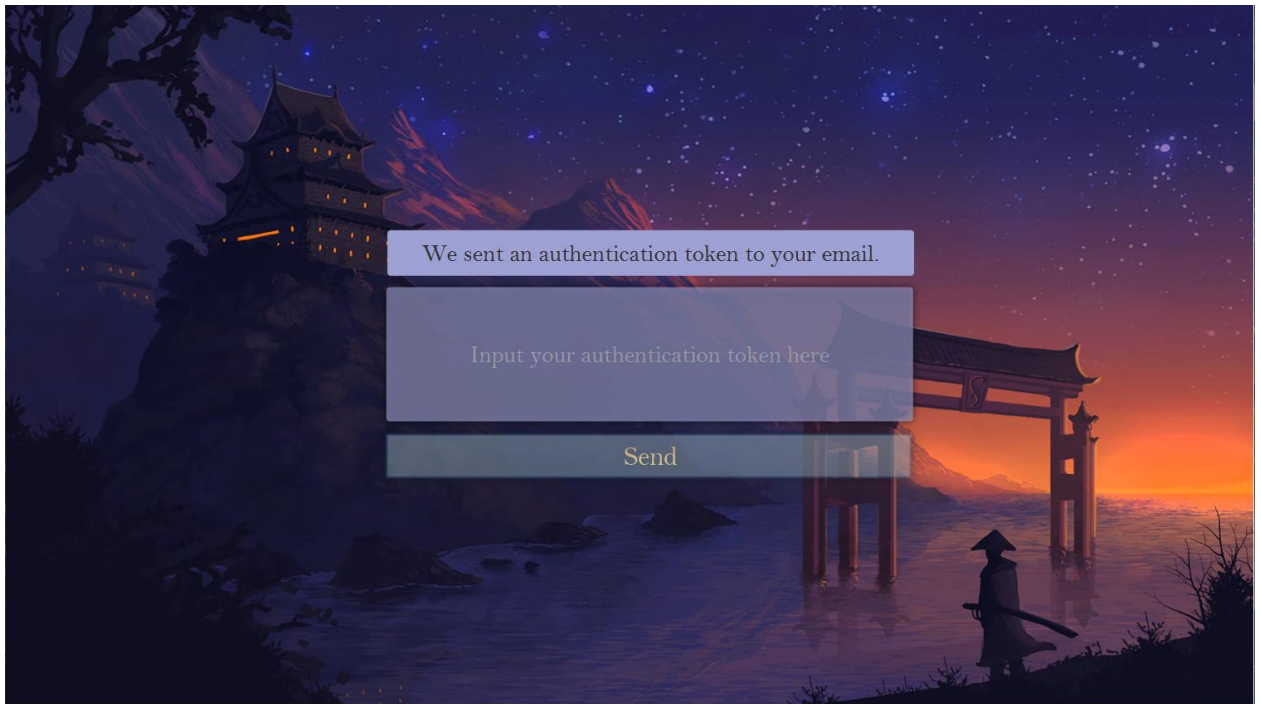 We sent an authentication token to your email.
Input your authentication token here
Send